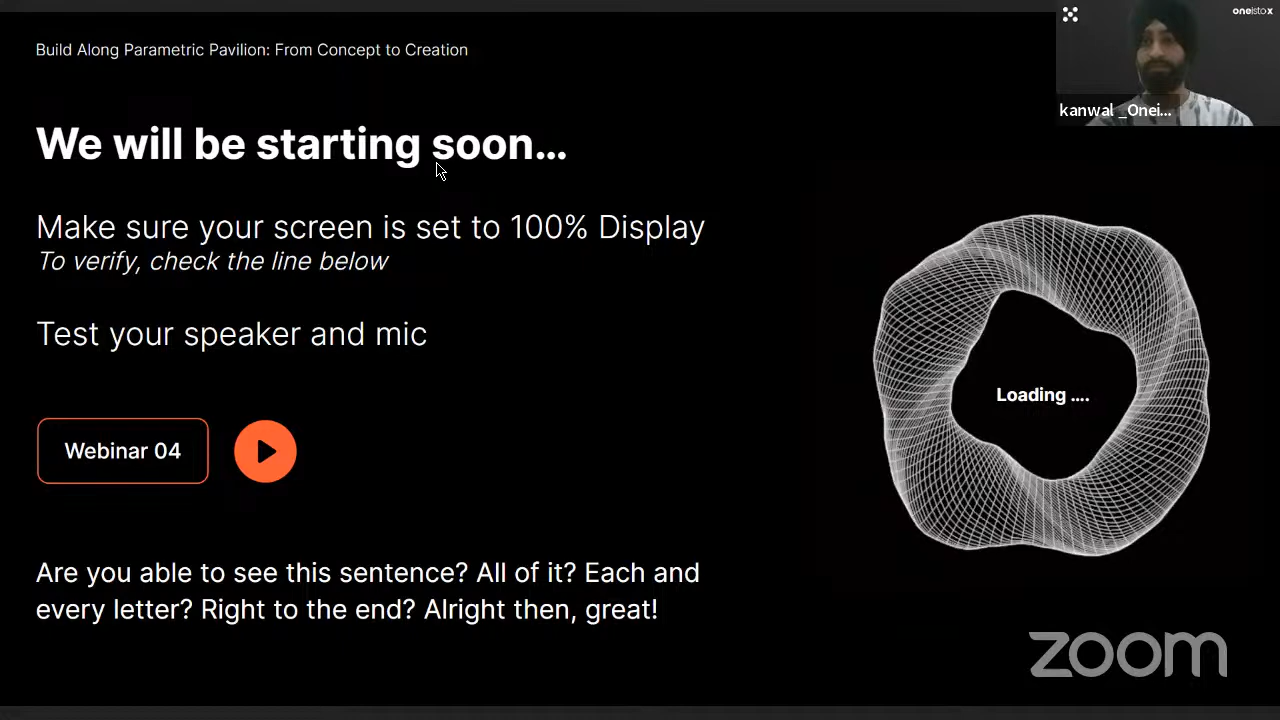 Build Along Parametric Pavilion: From Concept to Creation
oneistox
kanwal _Onei...
We will be starting soon...
Make sure your screen is set to 100% Display
To verify, check the line below
Test your speaker and mic
Loading ....
Webinar 04
Are you able to see this sentence? All of it? Each and
every letter? Right to the end? Alright then, great!
zoom